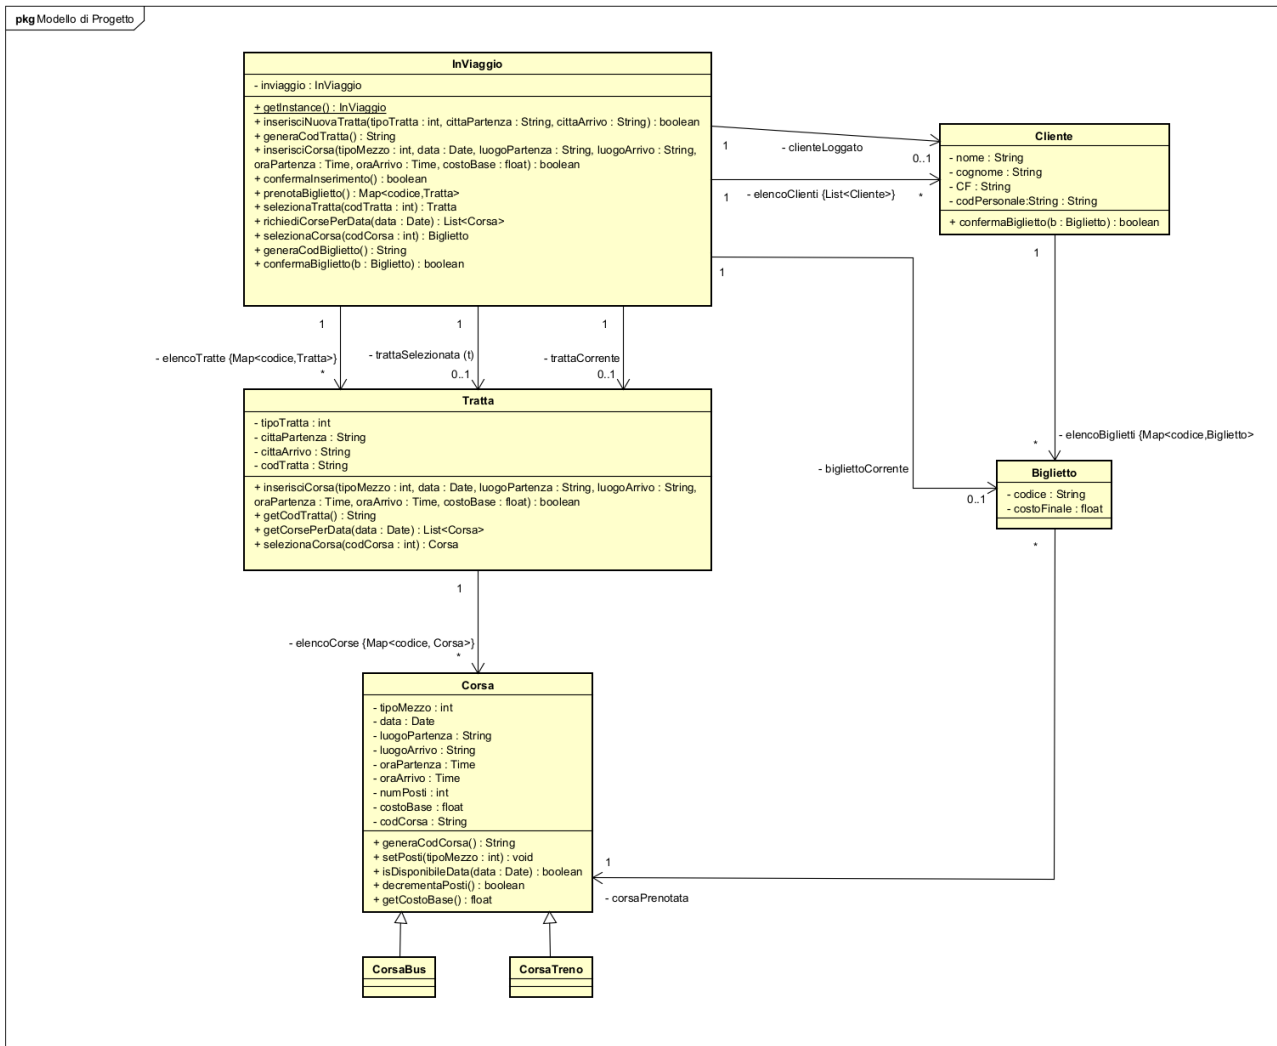 pkg Modello di Progetto
InViaggio
- inviaggio : InViaggio
+ getInstance() : InViaggio
+ inserisciNuovaTratta(tipoTratta : int, cittaPartenza : String, cittaArrivo : String) : boolean
+ generaCodTratta() : String
+ inserisciCorsa(tipoMezzo : int, data : Date, luogoPartenza : String, luogoArrivo : String,
oraPartenza : Time, oraArrivo : Time, costoBase : float) : boolean
+ confermaInserimento() : boolean
+ prenotaBiglietto() : Map<codice,Tratta>
+ selezionaTratta(codTratta : int) : Tratta
+ richiediCorsePerData(data : Date) : List<Corsa>
+ selezionaCorsa(codCorsa : int) : Biglietto
+ generaCodBiglietto() : String
+ confermaBiglietto(b : Biglietto) : boolean
1
- clienteLoggato
0..1
1
- elencoClienti {List<Cliente>}
*
Cliente
- nome : String
- cognome : String
- CF : String
- codPersonale:String : String
+ confermaBiglietto(b : Biglietto) : boolean
1
1
1
1
1
- elencoTratte {Map<codice,Tratta>}
*
- trattaSelezionata (t)
0..1
- trattaCorrente
0..1
Tratta
- tipoTratta : int
- cittaPartenza : String
- cittaArrivo : String
- codTratta : String
+ inserisciCorsa(tipoMezzo : int, data : Date, luogoPartenza : String, luogoArrivo : String,
oraPartenza : Time, oraArrivo : Time, costoBase : float) : boolean
+ getCodTratta() : String
+ getCorsePerData(data : Date) : List<Corsa>
+ selezionaCorsa(codCorsa : int) : Corsa
- bigliettoCorrente
0..1
- elencoBiglietti {Map<codice,Biglietto>
*
Biglietto
- codice : String
- costoFinale : float
*
1
- elencoCorse {Map<codice, Corsa>}
*
Corsa
- tipoMezzo : int
- data : Date
- luogoPartenza : String
- luogoArrivo : String
- oraPartenza : Time
- oraArrivo : Time
- numPosti : int
- costoBase : float
- codCorsa : String
+ generaCodCorsa() : String
+ setPosti(tipoMezzo : int) : void
+ isDisponibileData(data : Date) : boolean
+ decrementaPosti() : boolean
+ getCostoBase() : float
1
- corsaPrenotata
CorsaBus
CorsaTreno